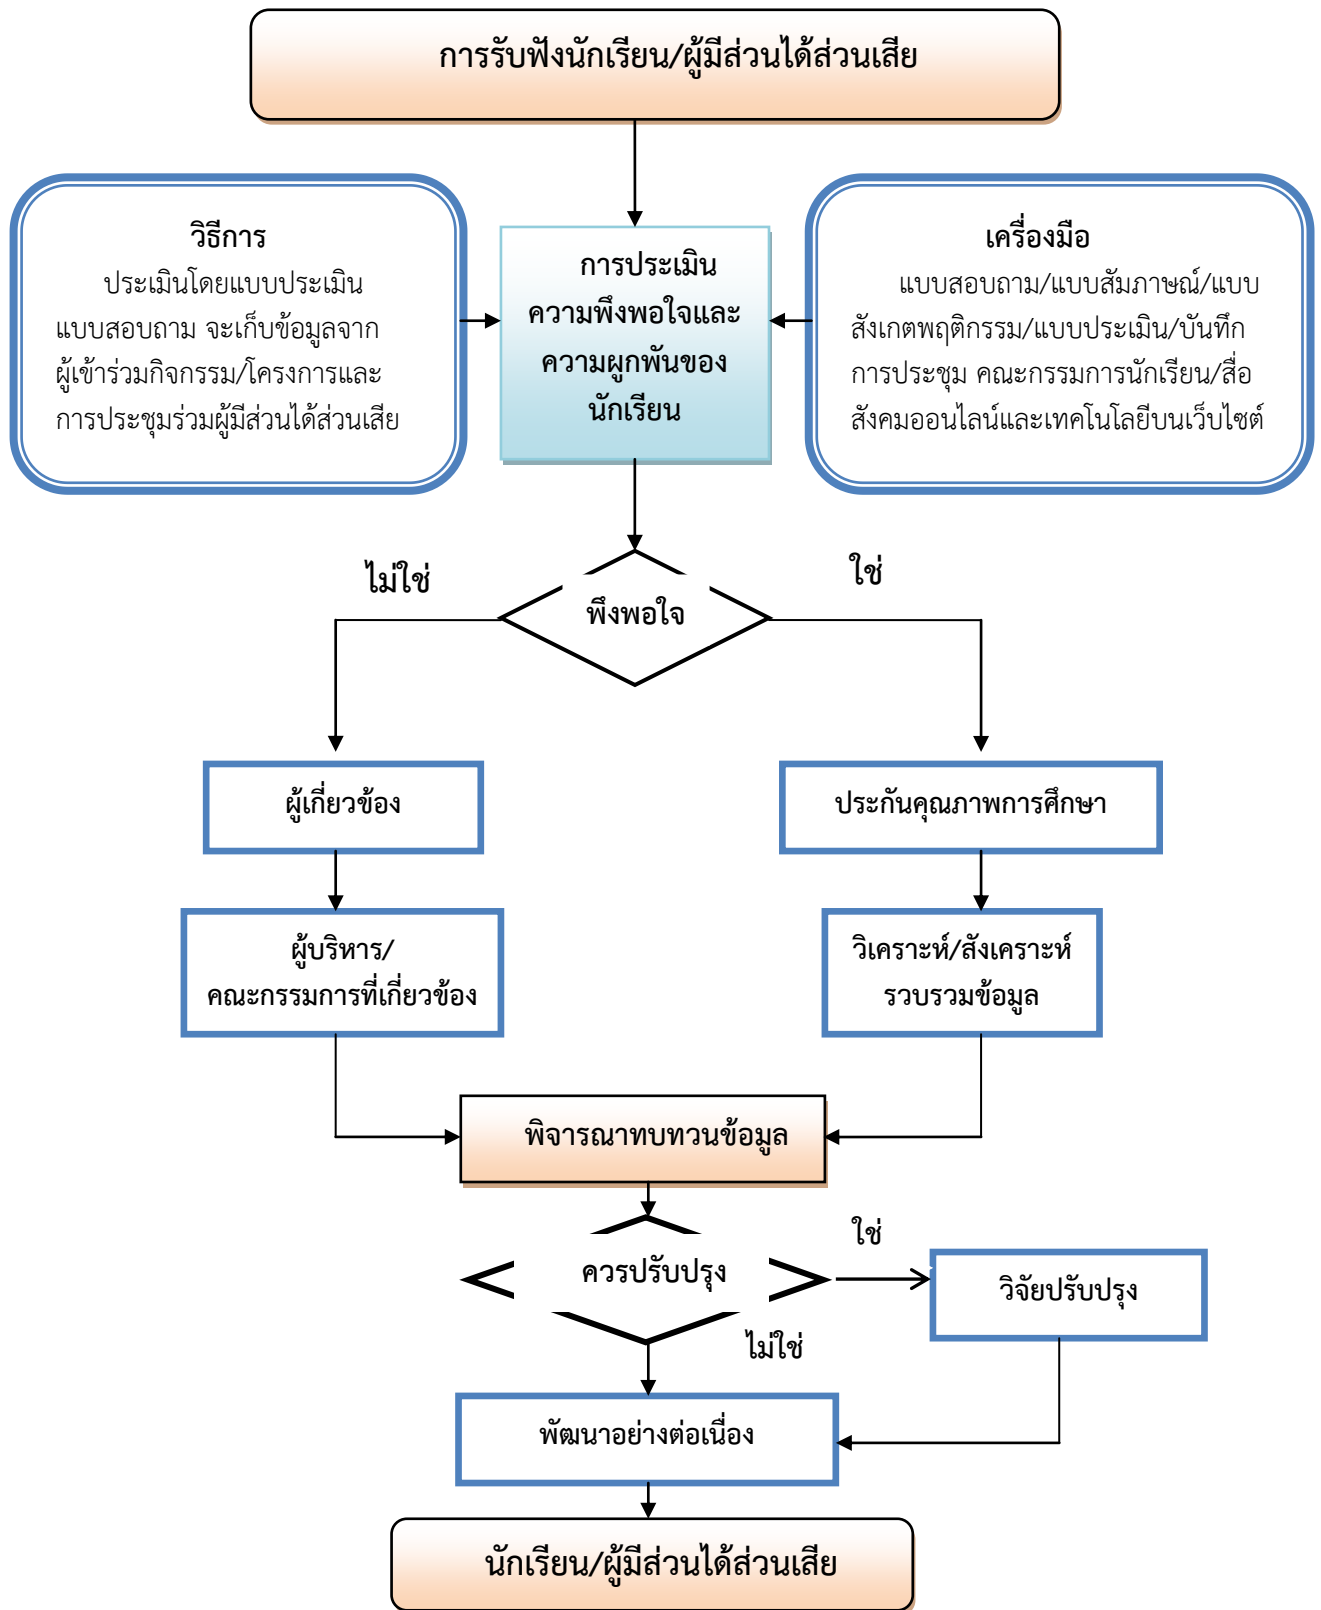 การรับฟังนักเรียน/ผู้มีส่วนได้ส่วนเสีย
วิธีการ
ประเมินโดยแบบประเมิน
แบบสอบถาม จะเก็บข้อมูลจาก
ผู้เข้าร่วมกิจกรรม/โครงการและ
การประชุมร่วมผู้มีส่วนได้ส่วนเสีย
การประเมิน
ความพึงพอใจและ
ความผูกพันของ
นักเรียน
เครื่องมือ
แบบสอบถาม/แบบสัมภาษณ์/แบบ
สังเกตพฤติกรรม/แบบประเมิน/บันทึก
การประชุม คณะกรรมการนักเรียน/สื่อ
สังคมออนไลน์และเทคโนโลยีบนเว็บไซต์
ไม่ใช่
พึงพอใจ
ใช่
ผู้เกี่ยวข้อง
ประกันคุณภาพการศึกษา
ผู้บริหาร/
คณะกรรมการที่เกี่ยวข้อง
วิเคราะห์/สังเคราะห์
รวบรวมข้อมูล
พิจารณาทบทวนข้อมูล
ควรปรับปรุง
ใช่
วิจัยปรับปรุง
ไม่ใช่
พัฒนาอย่างต่อเนื่อง
นักเรียน/ผู้มีส่วนได้ส่วนเสีย